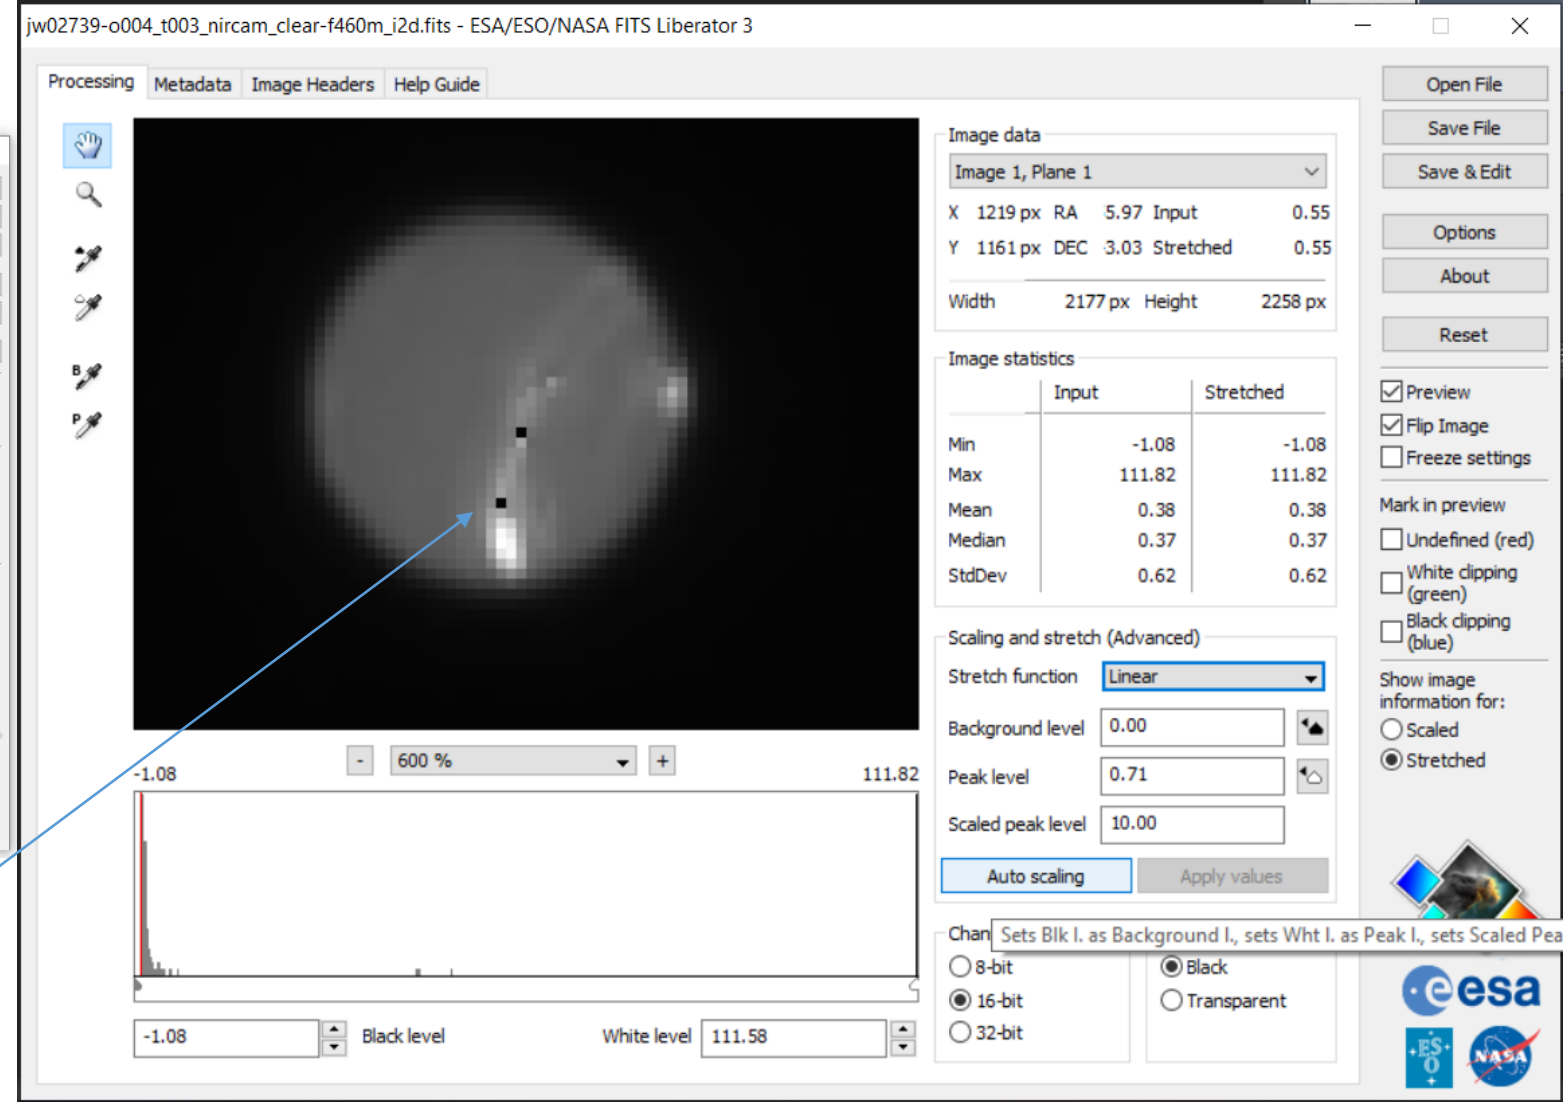 jw02739-o004_t003_nircam_clear-f460m_i2d.fits - ESA/ESO/NASA FITS Liberator 3
Processing Metadata Image Headers Help Guide
Open File
Save File
Save & Edit
Options
About
Reset
Preview
Flip Image
Freeze settings
Mark in preview
Undefined (red)
White clipping
(green)
Black clipping
(blue)
Show image
information for:
Scaled
Stretched
B
P
Image data
Image 1, Plane 1
X 1219 px RA 5.97 Input 0.55
Y 1161 px DEC 3.03 Stretched 0.55
Width 2177 px Height 2258 px
Image statistics
Input Stretched
Min -1.08 -1.08
Max 111.82 111.82
Mean 0.38 0.38
Median 0.37 0.37
StdDev 0.62 0.62
Scaling and stretch (Advanced)
Stretch function Linear
Background level 0.00
Peak level 0.71
Scaled peak level 10.00
Auto scaling Apply values
Chan
Sets Blk l. as Background l., sets Wht l. as Peak l., sets Scaled Pea
8-bit Black
16-bit Transparent
32-bit
- 600 % +
-1.08 111.82
-1.08 Black level White level 111.58
esa
ESO
NASA